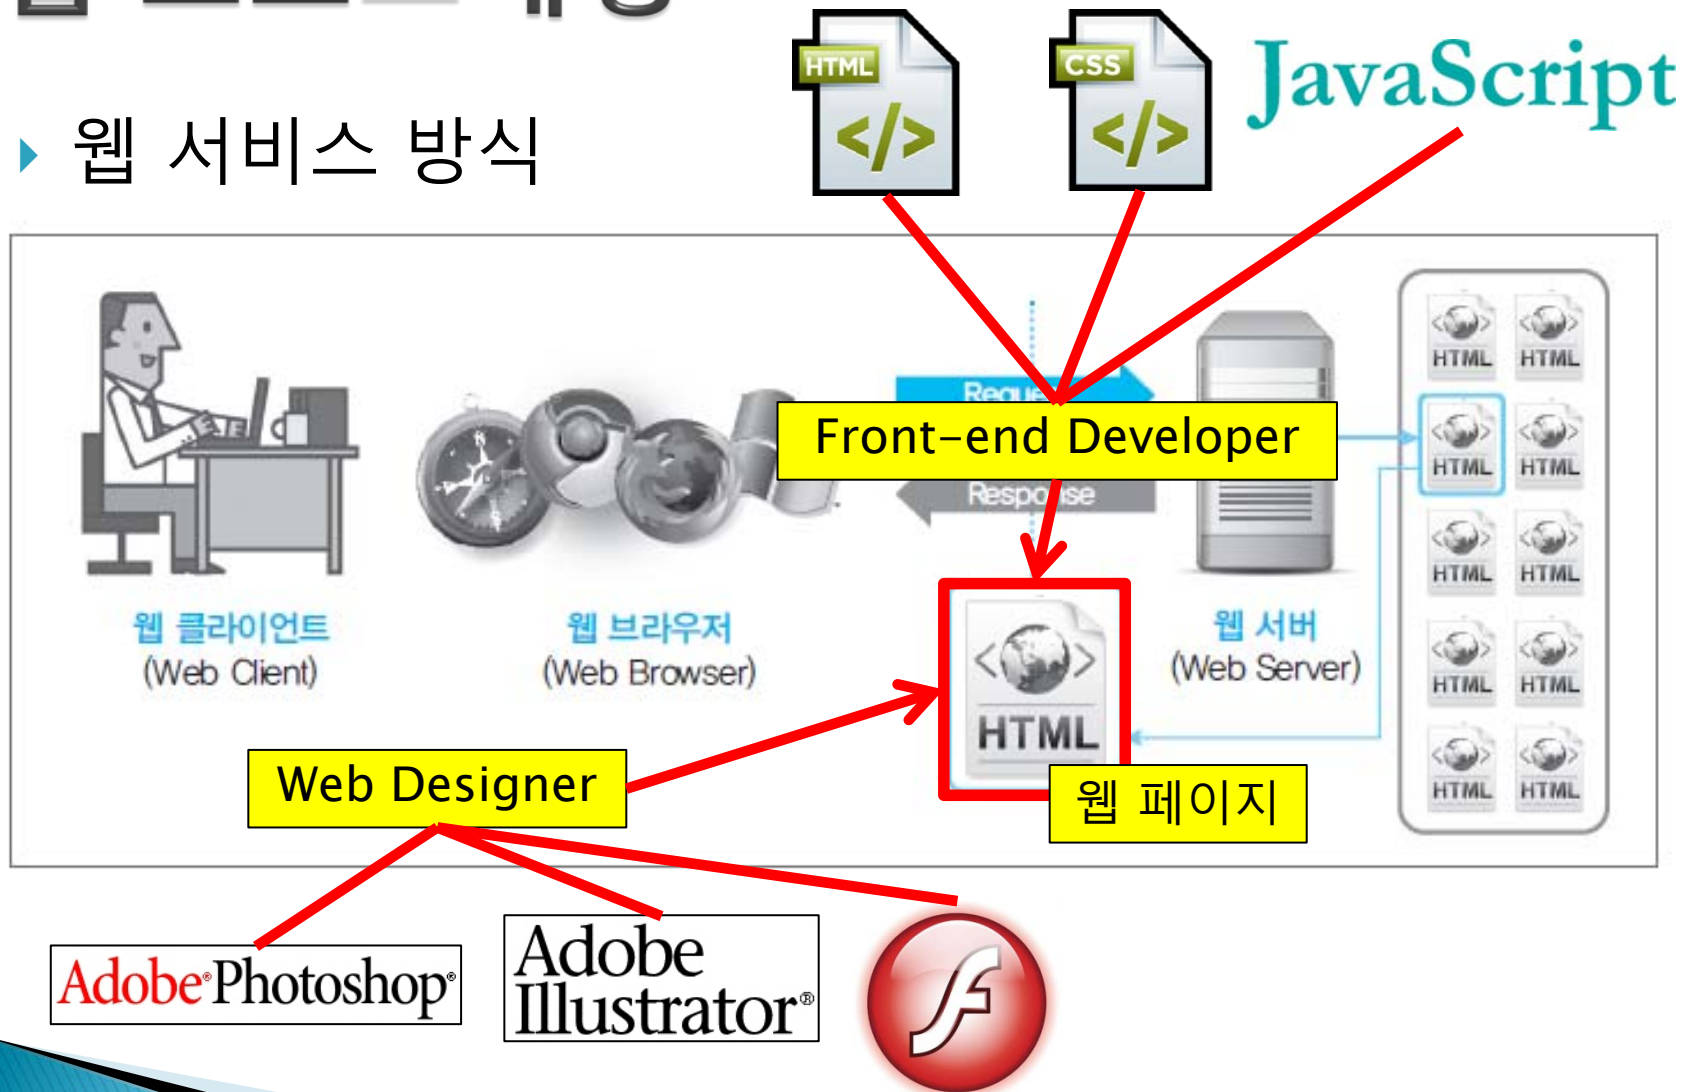 HTML
</>
CSS
</>
JavaScript
웹 서비스 방식
HTML HTML
Front-end Developer
HTML HTML
Response
HTML HTML
웹 클라이언트
(Web Client)
웹 브라우저
(Web Browser)
웹 서버
(Web Server)
< >
HTML
HTML HTML
Web Designer
웹 페이지
HTML HTML
Adobe® Photoshop®
Adobe
Illustrator®